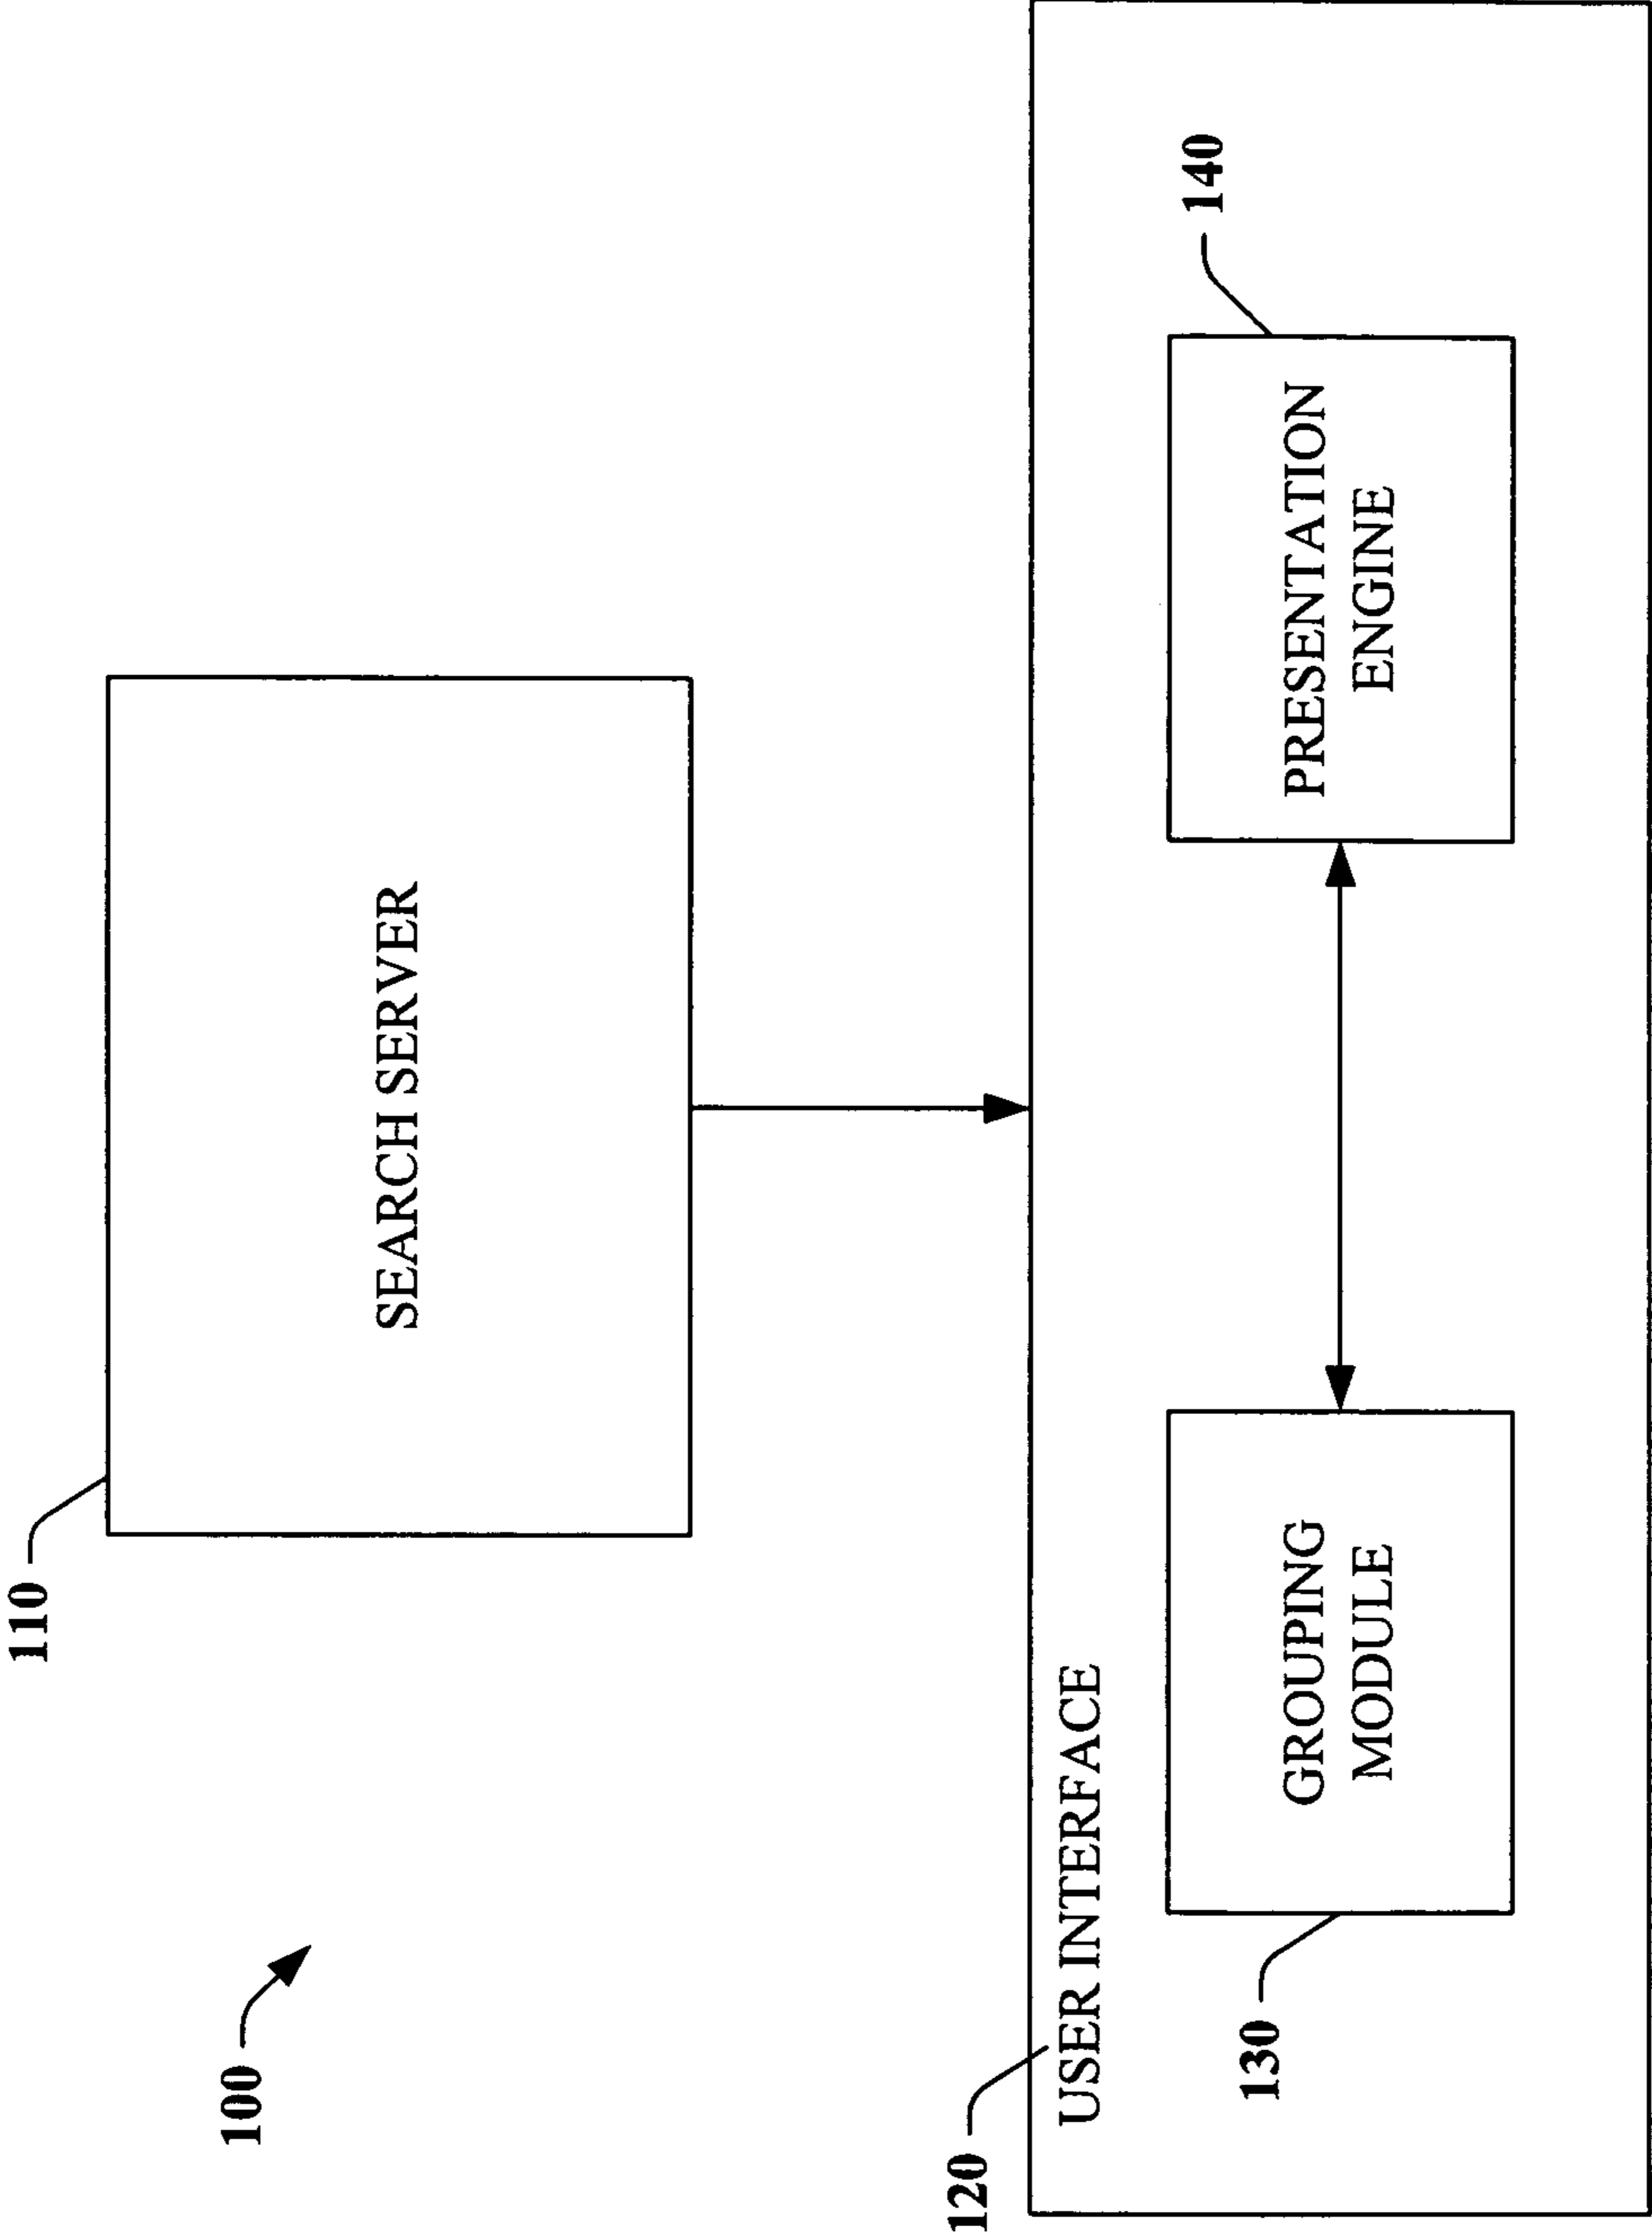 100
110
SEARCH SERVER
120
USER INTERFACE
130
GROUPING
MODULE
140
PRESENTATION
ENGINE